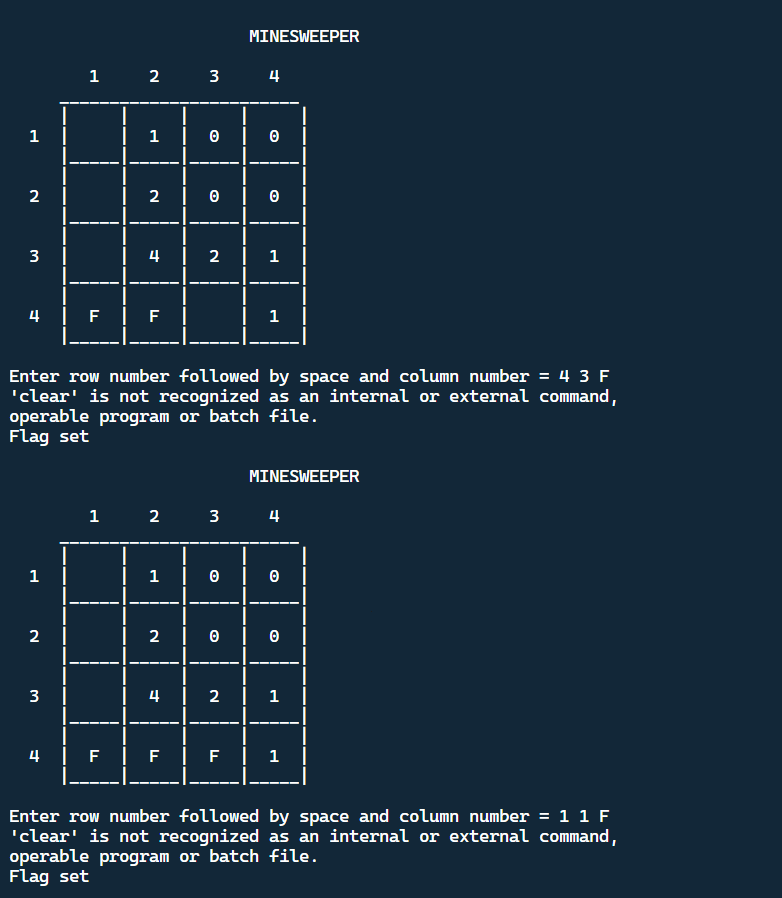 MINESWEEPER
1 2 3 4
_________________________
| | | | |
1 | | 1 | 0 | 0 |
|_____|_____|_____|_____|
| | | | |
2 | | 2 | 0 | 0 |
|_____|_____|_____|_____|
| | | | |
3 | | 4 | 2 | 1 |
|_____|_____|_____|_____|
| | | | |
4 | F | F | | 1 |
|_____|_____|_____|_____|
Enter row number followed by space and column number = 4 3 F
'clear' is not recognized as an internal or external command,
operable program or batch file.
Flag set
MINESWEEPER
1 2 3 4
_________________________
| | | | |
1 | | 1 | 0 | 0 |
|_____|_____|_____|_____|
| | | | |
2 | | 2 | 0 | 0 |
|_____|_____|_____|_____|
| | | | |
3 | | 4 | 2 | 1 |
|_____|_____|_____|_____|
| | | | |
4 | F | F | F | 1 |
|_____|_____|_____|_____|
Enter row number followed by space and column number = 1 1 F
'clear' is not recognized as an internal or external command,
operable program or batch file.
Flag set